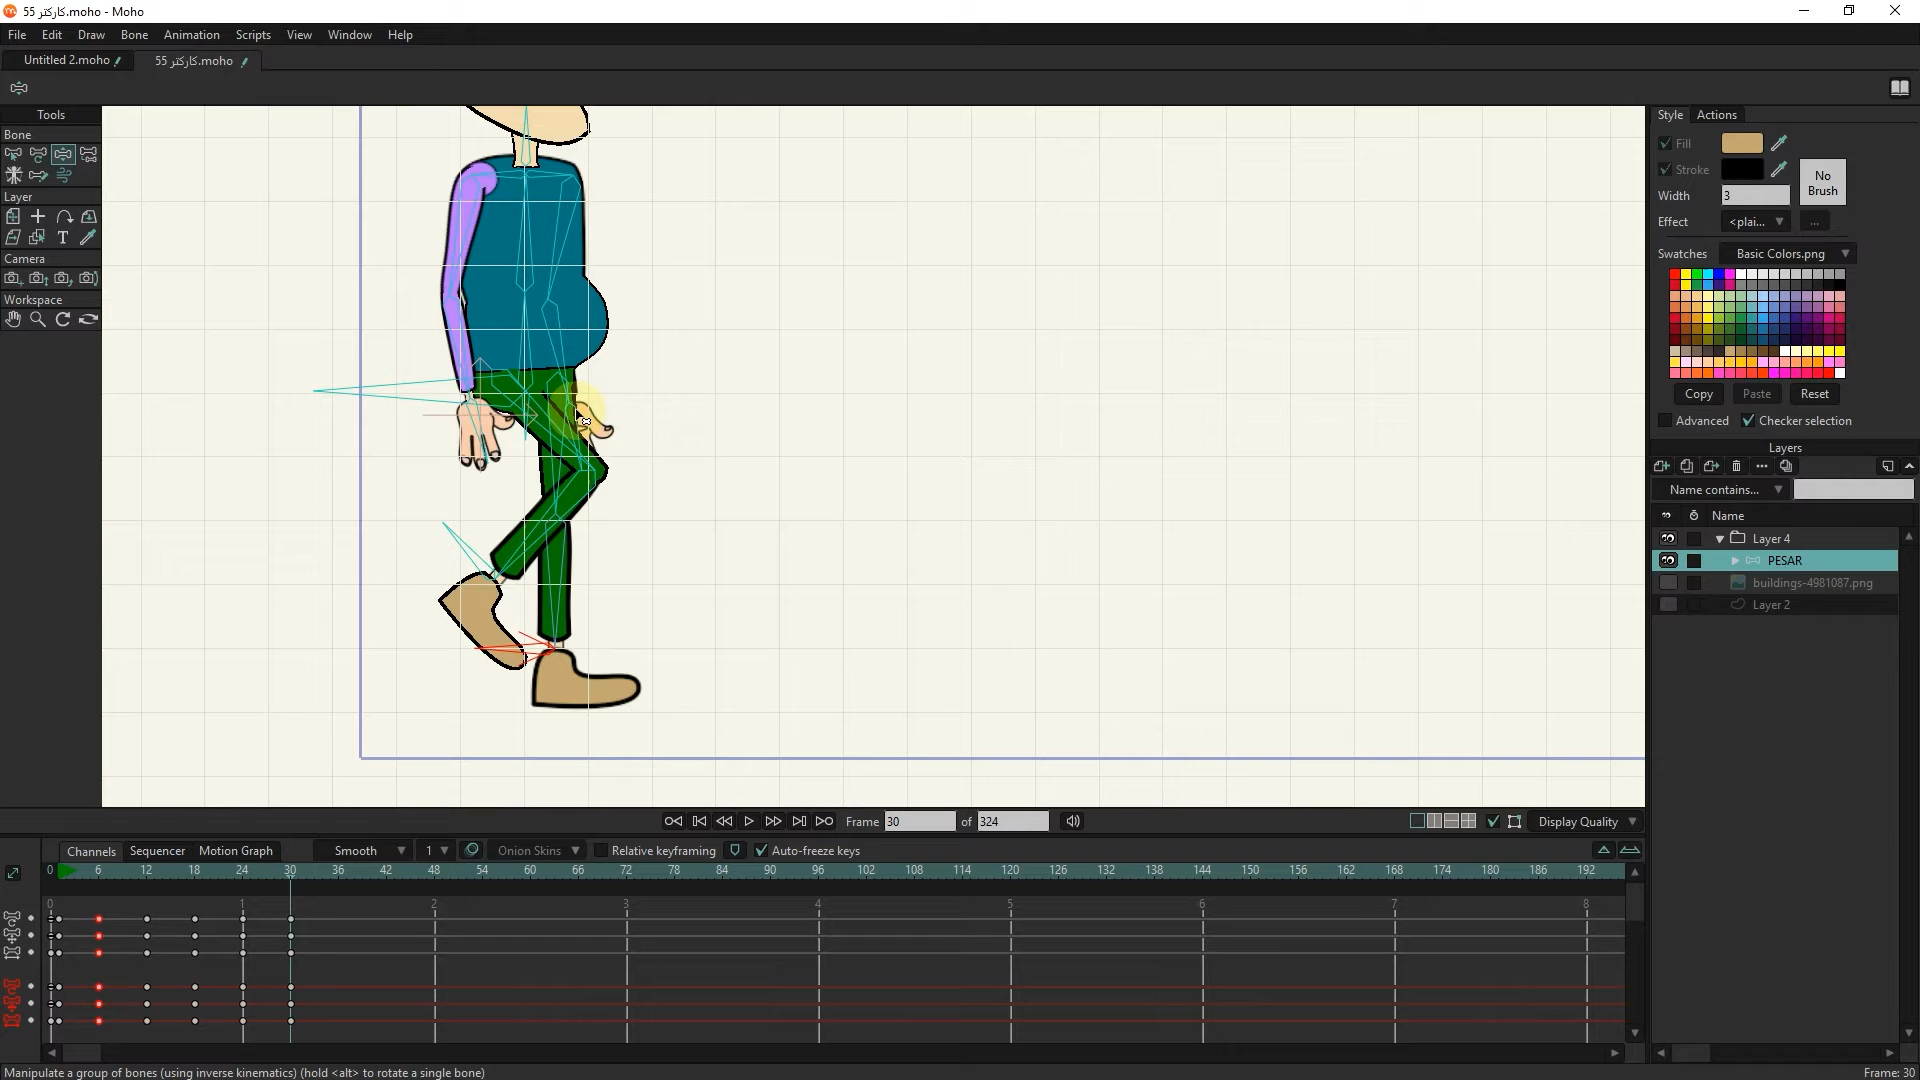 55 کارکتر.moho - Moho
File Edit Draw Bone Animation Scripts View Window Help
Untitled 2.moho 55 کارکتر.moho
Tools
Bone
Layer
Camera
Workspace
Style Actions
Fill
Stroke
No Brush
Width 3
Effect <plai... ...
Swatches Basic Colors.png
Copy Paste Reset
Advanced Checker selection
Layers
Name contains...
Name
Layer 4
PESAR
buildings-4981087.png
Layer 2
Frame 30 of 324 Display Quality
Channels Sequencer Motion Graph Smooth 1 Onion Skins Relative keyframing Auto-freeze keys
0 6 12 18 24 30 36 42 48 54 60 66 72 78 84 90 96 102 108 114 120 126 132 138 144 150 156 162 168 174 180 186 192
0 1 2 3 4 5 6 7 8
Manipulate a group of bones (using inverse kinematics) (hold <alt> to rotate a single bone) Frame: 30